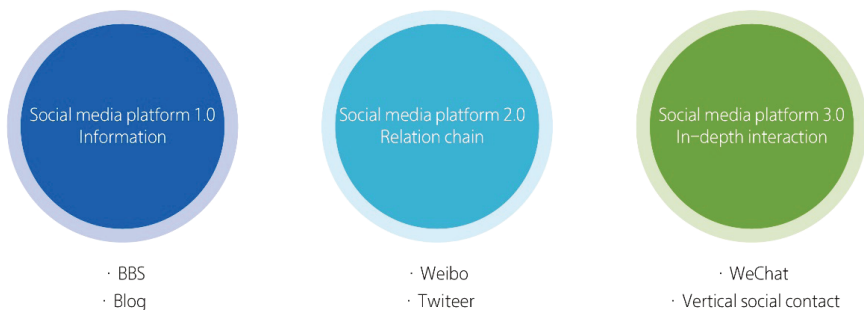 Social media platform 1.0
Information
Social media platform 2.0
Relation chain
Social media platform 3.0
In-depth interaction
· BBS
· Blog
· Weibo
· Twiteer
· WeChat
· Vertical social contact